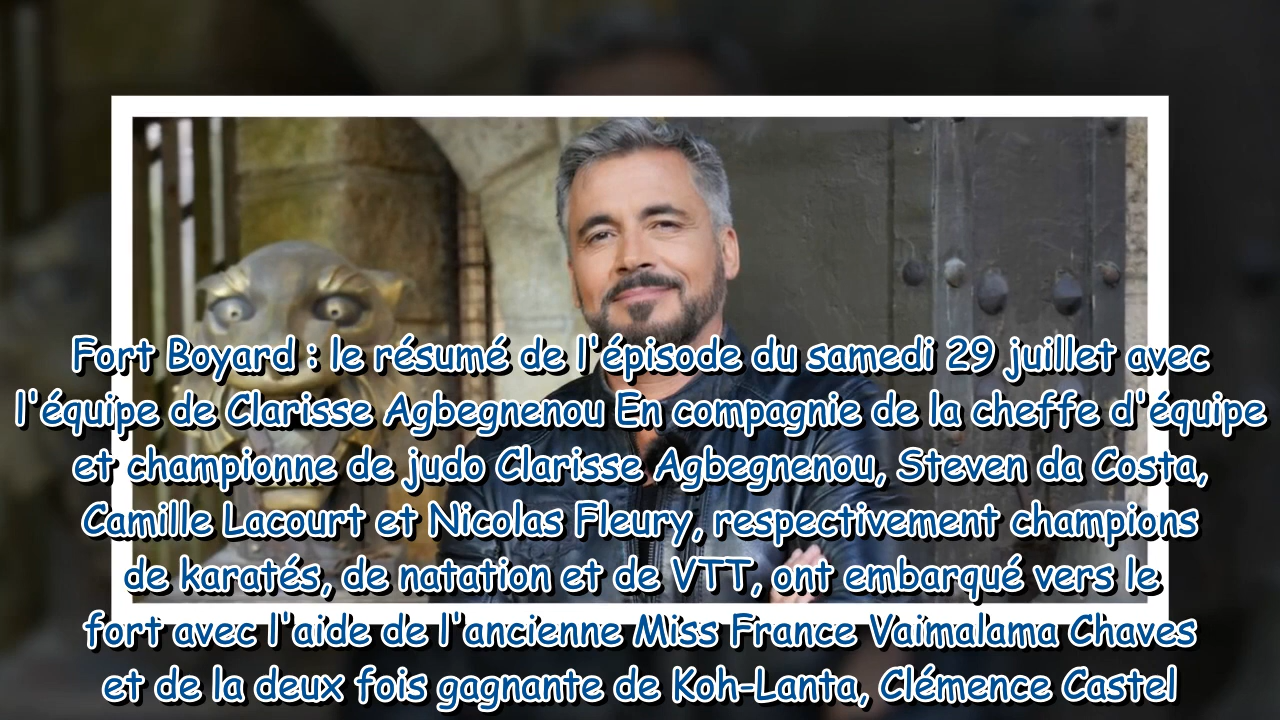 Fort Boyard : le résumé de l'épisode du samedi 29 juillet avec
l'équipe de Clarisse Agbegnenou En compagnie de la cheffe d'équipe
et championne de judo Clarisse Agbegnenou, Steven da Costa,
Camille Lacourt et Nicolas Fleury, respectivement champions
de karatés, de natation et de VTT, ont embarqué vers le
fort avec l'aide de l'ancienne Miss France Vaimalama Chaves
et de la deux fois gagnante de Koh-Lanta, Clémence Castel